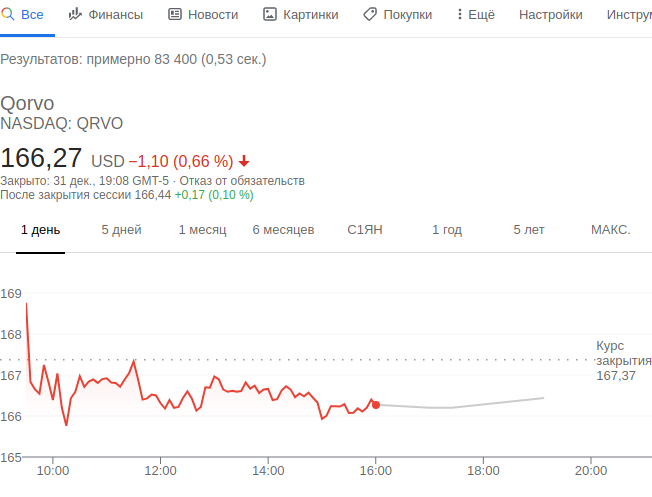 Все Финансы Новости Картинки Покупки Ещё Настройки Инструм
Результатов: примерно 83 400 (0,53 сек.)
Qorvo
NASDAQ: QRVO
166,27 USD −1,10 (0,66 %)
Закрыто: 31 дек., 19:08 GMT-5 · Отказ от обязательств
После закрытия сессии 166,44 +0,17 (0,10 %)
1 день 5 дней 1 месяц 6 месяцев С1ЯН 1 год 5 лет МАКС.
169
168
Курс
закрытия
167,37
167
166
165
10:00 12:00 14:00 16:00 18:00 20:00